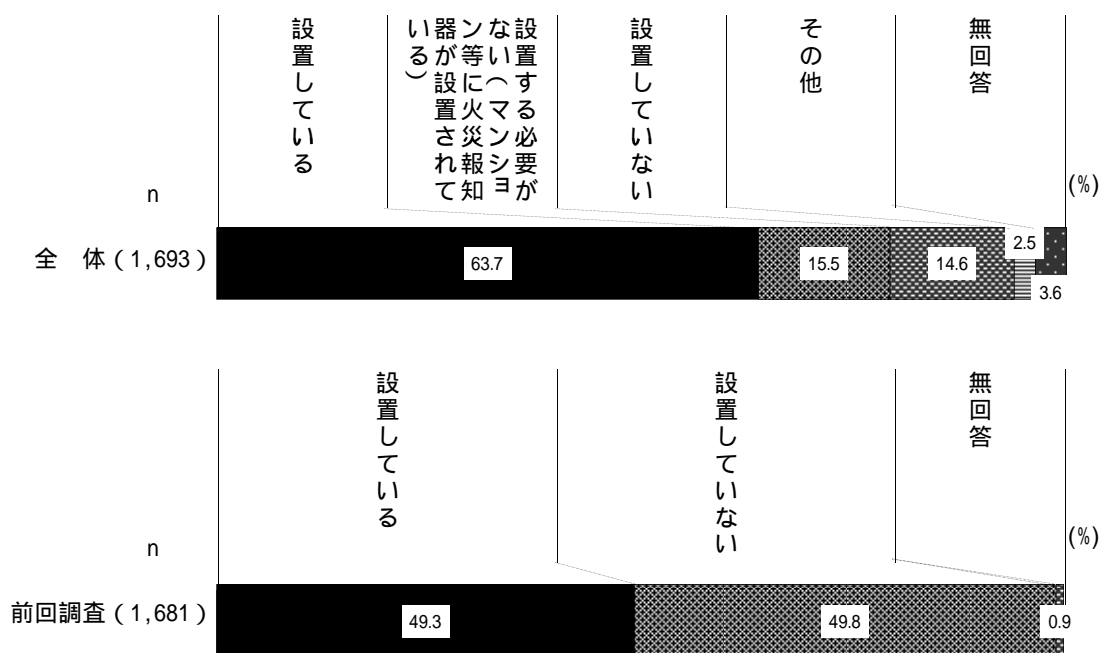 設置している
設置する必要が
ない（マンショ
ン等に火災報知
器が設置されて
いる）
設置していない
その他
無回答
n
(%)
全　体（1,693）
63.7
15.5
14.6
2.5
3.6
設置している
設置していない
無回答
n
(%)
前回調査（1,681）
49.3
49.8
0.9